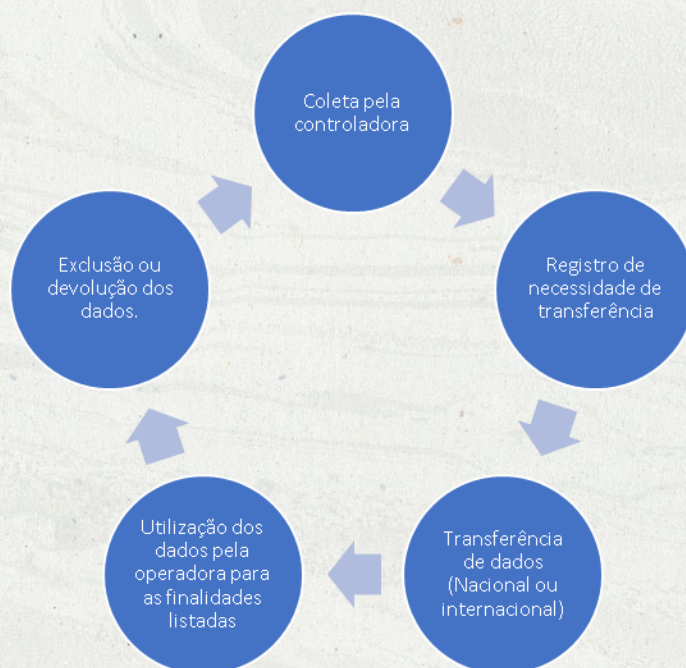 Coleta pela
controladora
Registro de
necessidade de
transferência
Transferência
de dados
(Nacional ou
internacional)
Utilização dos
dados pela
operadora para
as finalidades
listadas
Exclusão ou
devolução dos
dados.